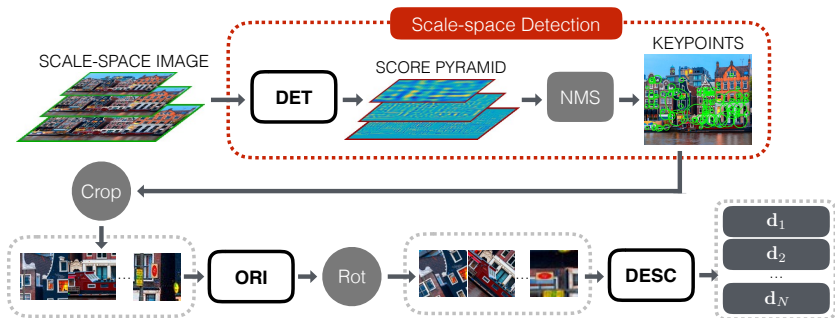 Scale-space Detection
SCALE-SPACE IMAGE
DET
SCORE PYRAMID
NMS
KEYPOINTS
Crop
...
ORI
Rot
...
DESC
d1
d2
...
dN